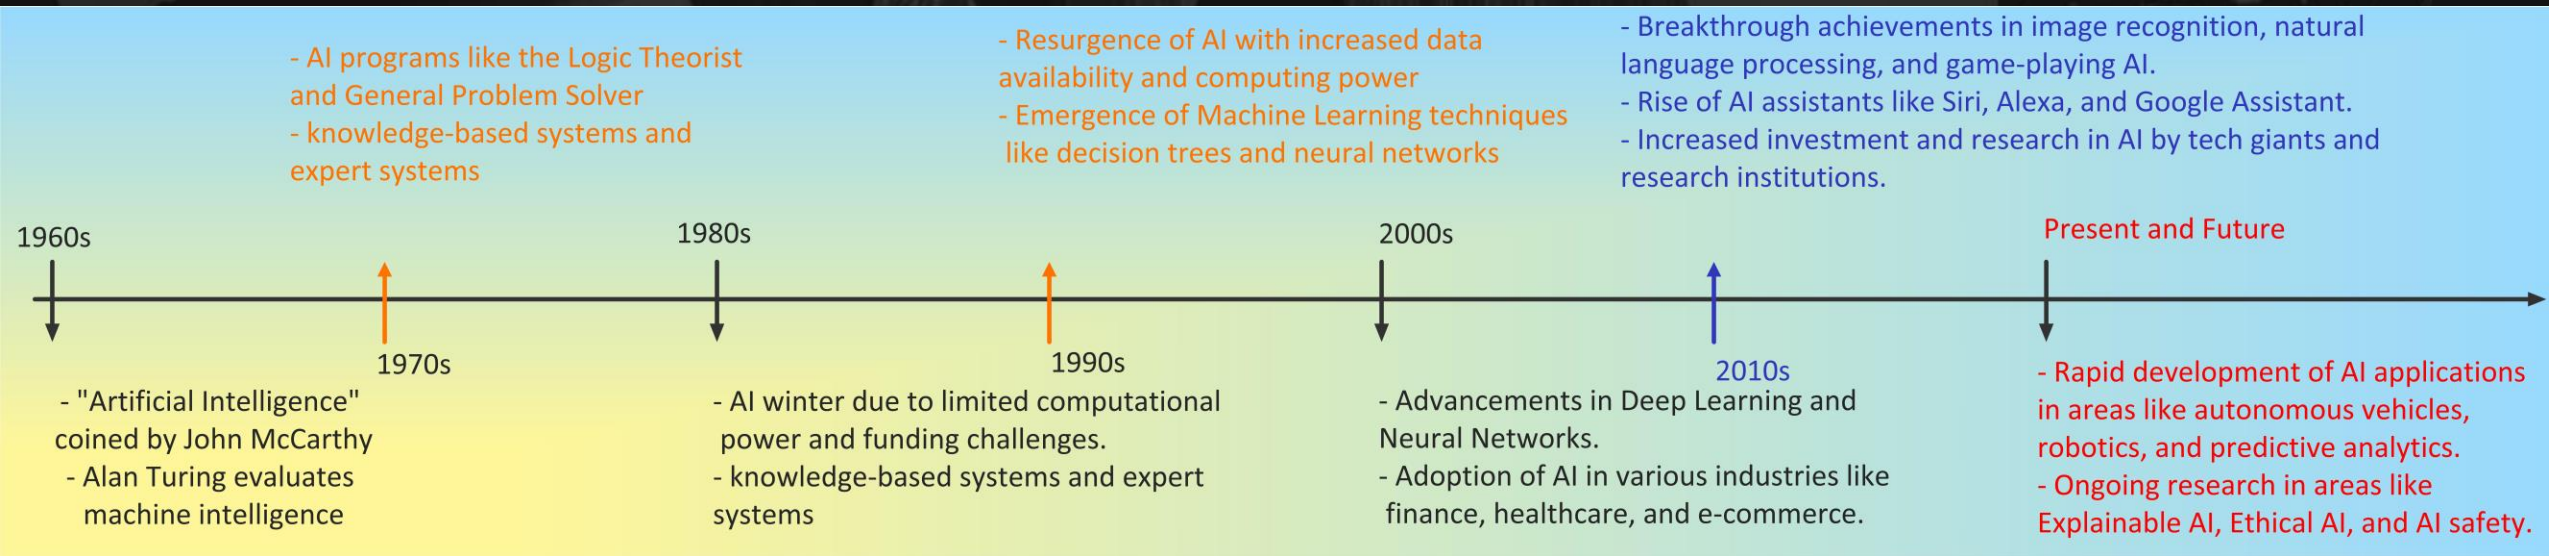 - AI programs like the Logic Theorist
and General Problem Solver
- knowledge-based systems and
expert systems
- Resurgence of AI with increased data
availability and computing power
- Emergence of Machine Learning techniques
like decision trees and neural networks
- Breakthrough achievements in image recognition, natural
language processing, and game-playing AI.
- Rise of AI assistants like Siri, Alexa, and Google Assistant.
- Increased investment and research in AI by tech giants and
research institutions.
1960s
1980s
2000s
Present and Future
1970s
1990s
2010s
- "Artificial Intelligence"
coined by John McCarthy
- Alan Turing evaluates
machine intelligence
- AI winter due to limited computational
power and funding challenges.
- knowledge-based systems and expert
systems
- Advancements in Deep Learning and
Neural Networks.
- Adoption of AI in various industries like
finance, healthcare, and e-commerce.
- Rapid development of AI applications
in areas like autonomous vehicles,
robotics, and predictive analytics.
- Ongoing research in areas like
Explainable AI, Ethical AI, and AI safety.